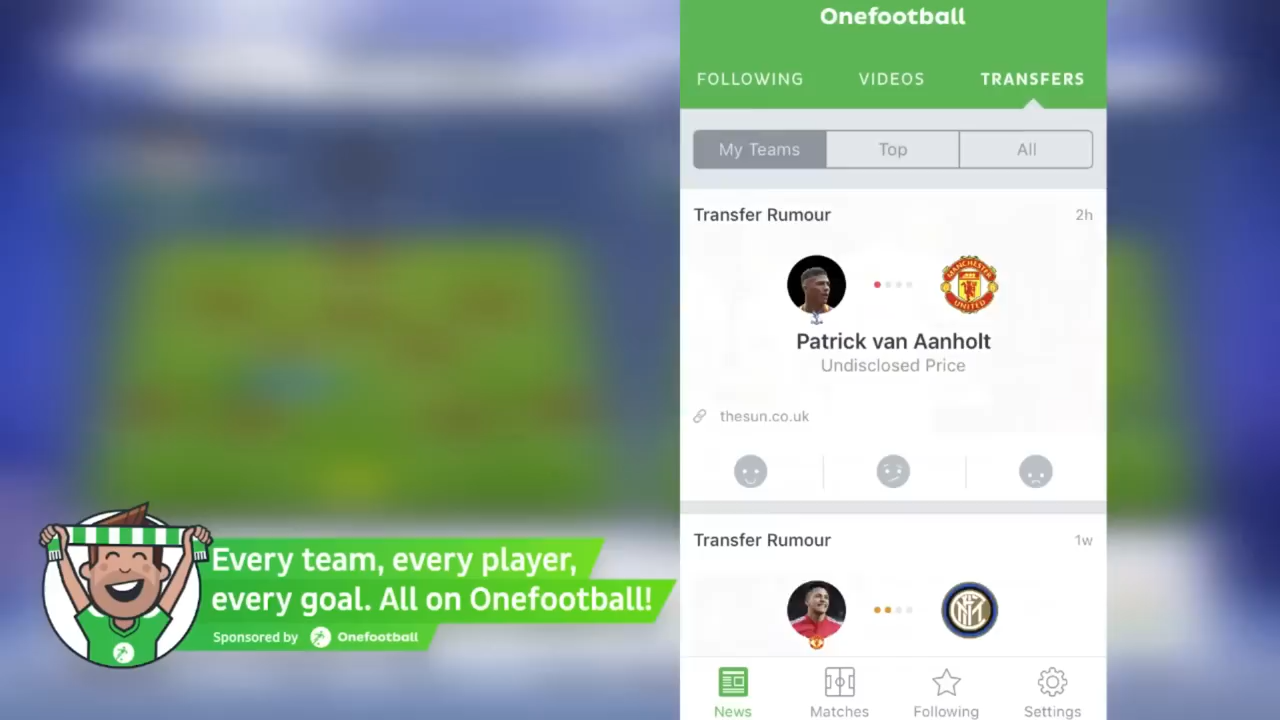 Onefootball
FOLLOWING VIDEOS TRANSFERS
My Teams Top All
Transfer Rumour 2h
MANCHESTER
UNITED
Patrick van Aanholt
Undisclosed Price
thesun.co.uk
Transfer Rumour 1w
Every team, every player,
every goal. All on Onefootball!
Sponsored by Onefootball
News Matches Following Settings